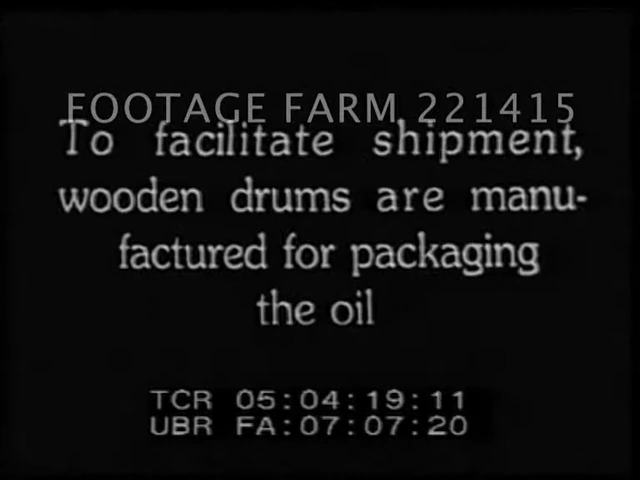 FOOTAGE FARM 221415
To facilitate shipment,
wooden drums are manu-
factured for packaging
the oil
TCR 05:04:19:11
UBR FA:07:07:20